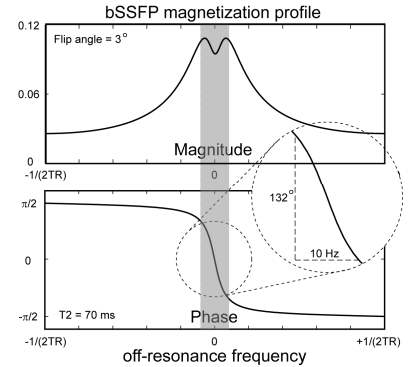 bSSFP magnetization profile
0.12
Flip angle = 3°
0.06
Magnitude
0
-1/(2TR)
0
132°
10 Hz
π/2
0
-π/2
T2 = 70 ms
Phase
-1/(2TR)
0
+1/(2TR)
off-resonance frequency